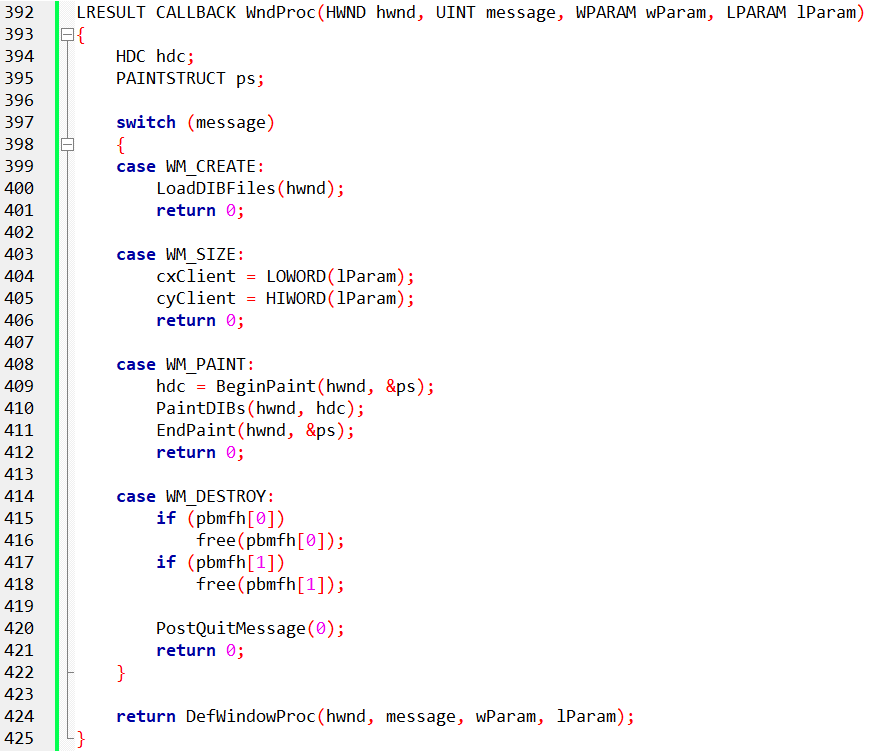 392 LRESULT CALLBACK WndProc(HWND hwnd, UINT message, WPARAM wParam, LPARAM lParam)
393 {
394     HDC hdc;
395     PAINTSTRUCT ps;
396
397     switch (message)
398     {
399     case WM_CREATE:
400         LoadDIBFiles(hwnd);
401         return 0;
402
403     case WM_SIZE:
404         cxClient = LOWORD(lParam);
405         cyClient = HIWORD(lParam);
406         return 0;
407
408     case WM_PAINT:
409         hdc = BeginPaint(hwnd, &ps);
410         PaintDIBs(hwnd, hdc);
411         EndPaint(hwnd, &ps);
412         return 0;
413
414     case WM_DESTROY:
415         if (pbmfh[0])
416             free(pbmfh[0]);
417         if (pbmfh[1])
418             free(pbmfh[1]);
419
420         PostQuitMessage(0);
421         return 0;
422     }
423
424     return DefWindowProc(hwnd, message, wParam, lParam);
425 }